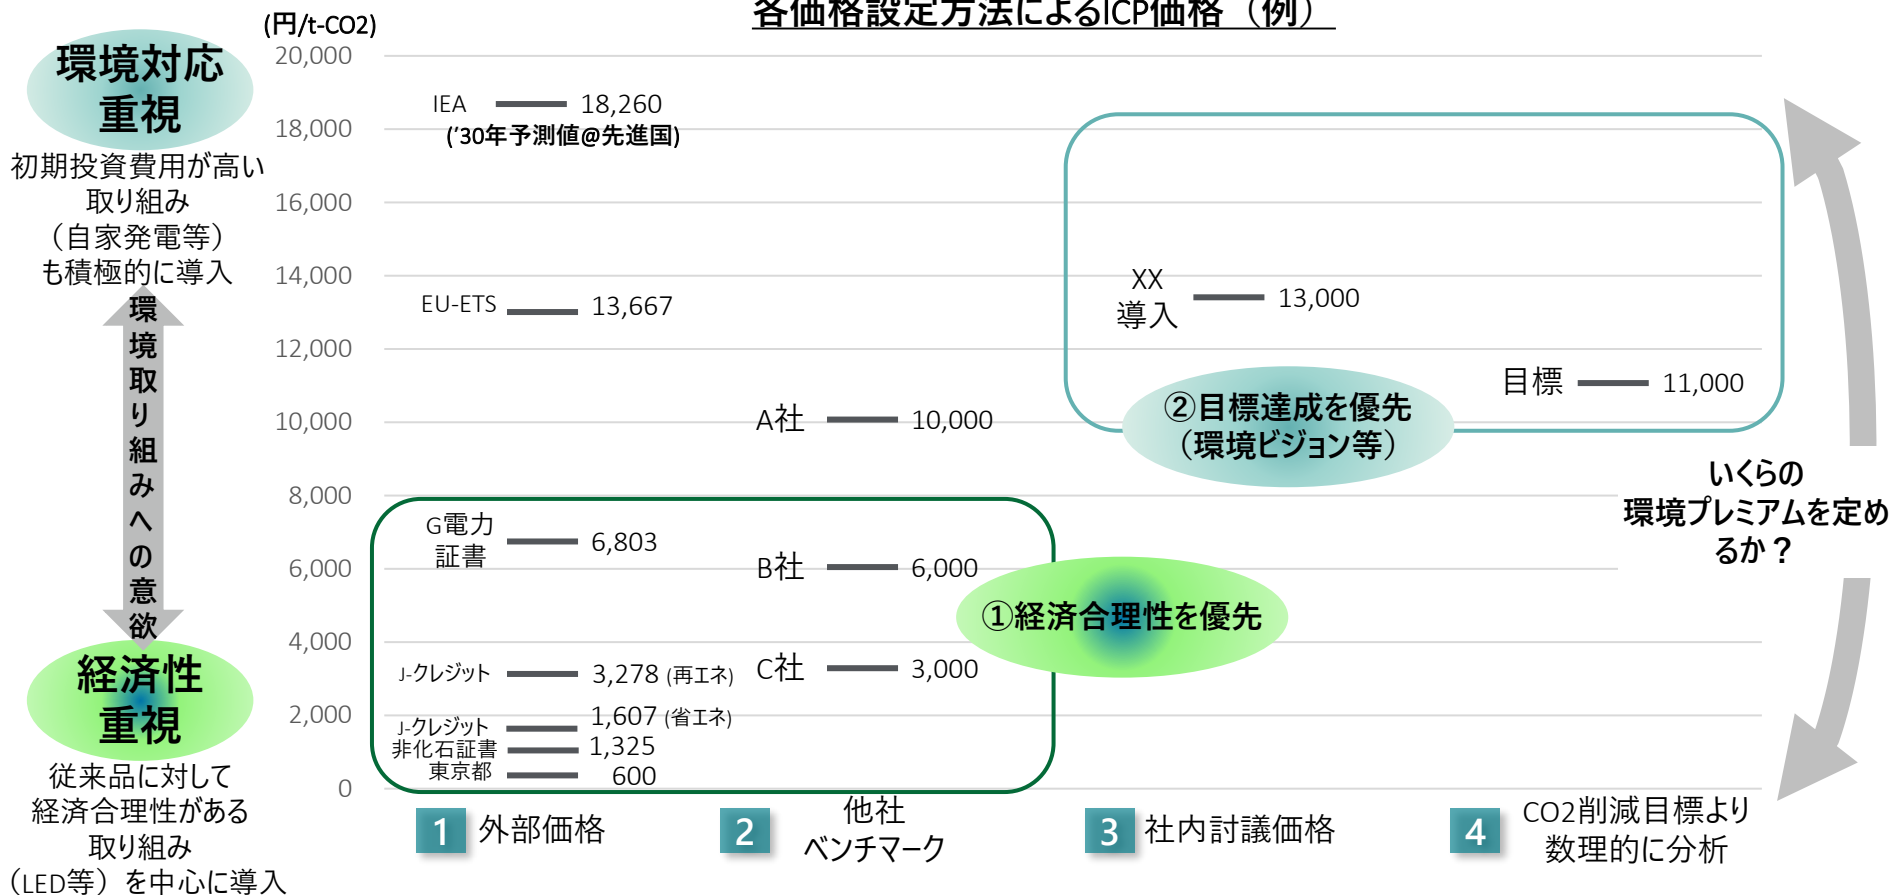 各価格設定方法によるICP価格（例）
(円/t-CO2)
環境対応
重視
初期投資費用が高い
取り組み
（自家発電等）
も積極的に導入
環境取り組みへの意欲
経済性
重視
従来品に対して
経済合理性がある
取り組み
（LED等）を中心に導入
20,000
18,000
16,000
14,000
12,000
10,000
8,000
6,000
4,000
2,000
0
IEA 18,260
('30年予測値@先進国)
EU-ETS 13,667
G電力
証書
6,803
J-クレジット 3,278 (再エネ)
J-クレジット 1,607 (省エネ)
非化石証書 1,325
東京都 600
A社 10,000
B社 6,000
C社 3,000
①経済合理性を優先
XX
導入
13,000
目標 11,000
②目標達成を優先
（環境ビジョン等）
いくらの
環境プレミアムを定め
るか？
1 外部価格
2 他社
ベンチマーク
3 社内討議価格
4 CO2削減目標より
数理的に分析